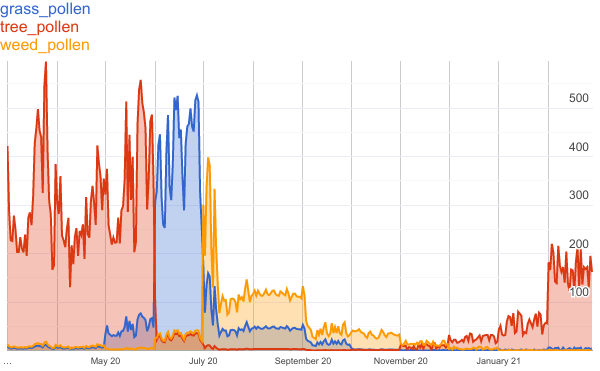 grass_pollen
tree_pollen
weed_pollen
500
400
300
200
100
... May 20 July 20 September 20 November 20 January 21